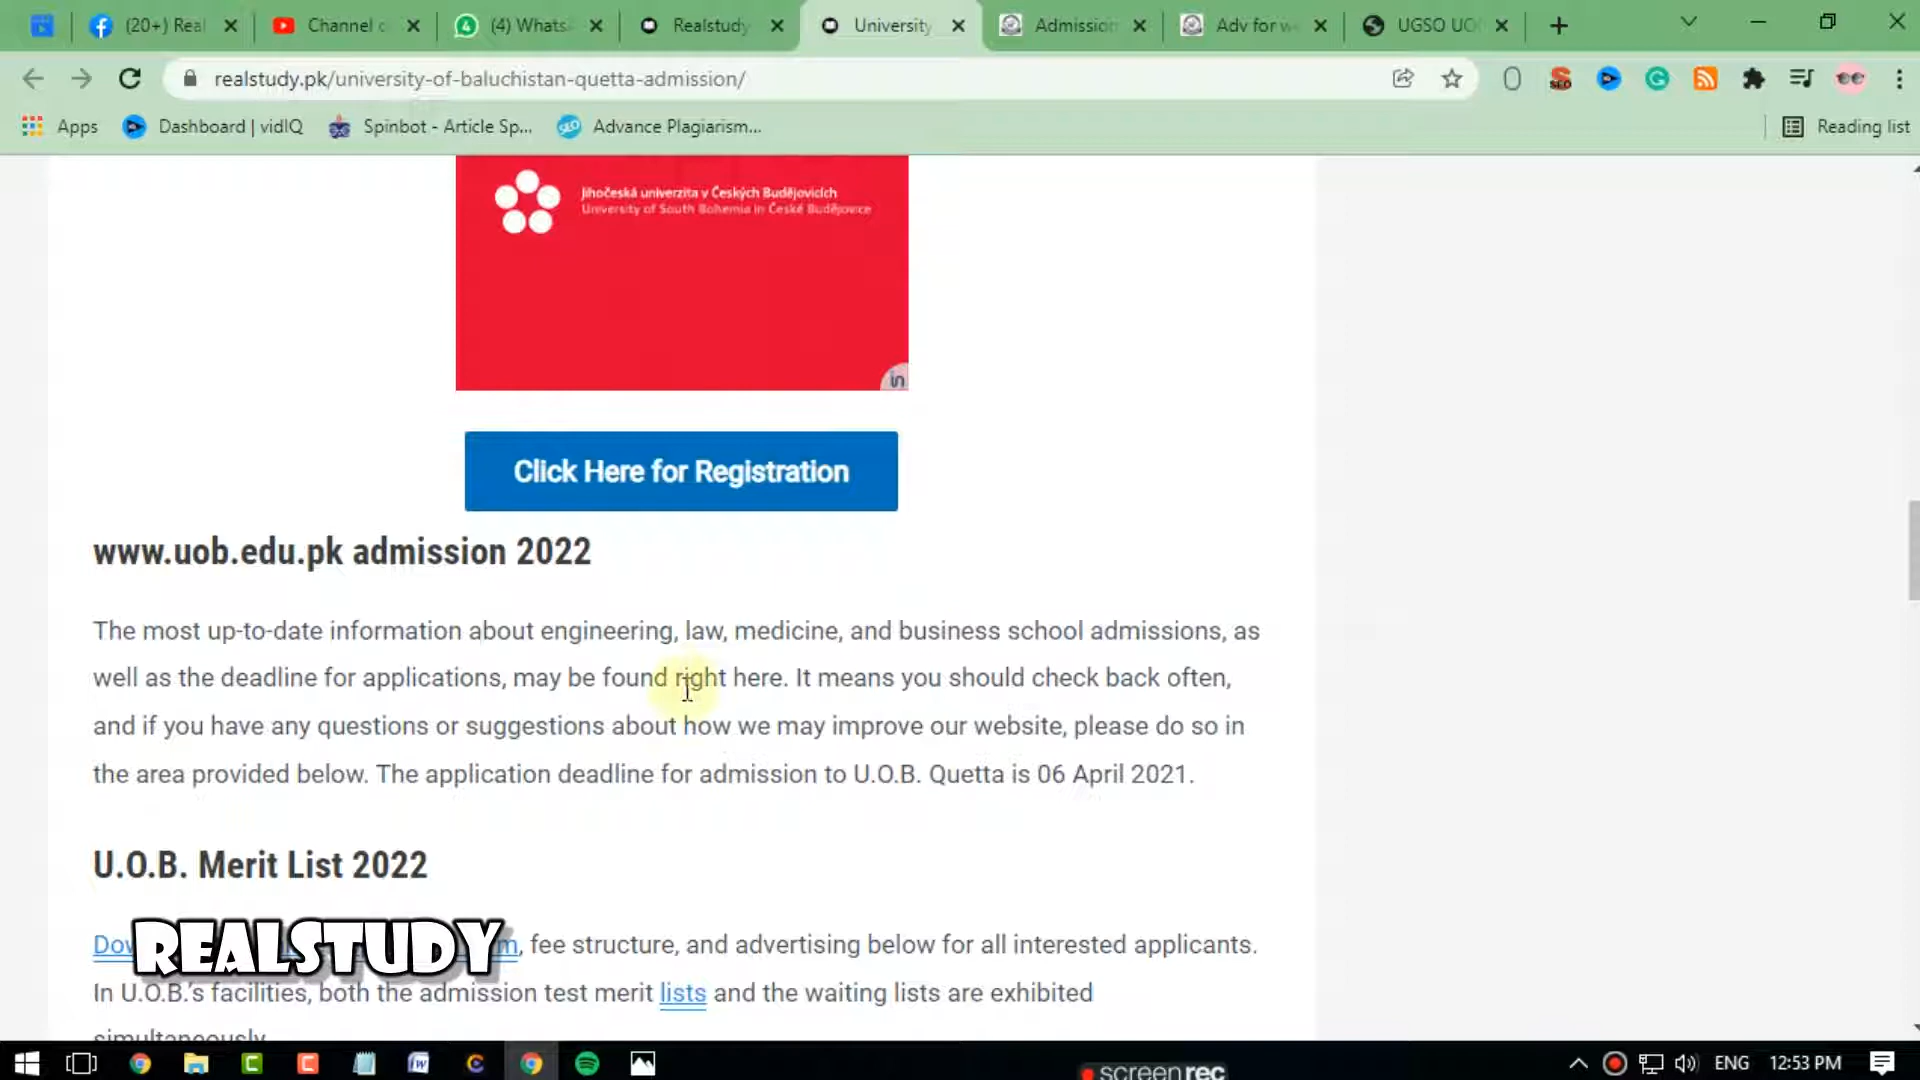 (20+) Real
Channel c
(4) Whats
Realstudy
University
Admission
Adv for w
UGSO UO
realstudy.pk/university-of-baluchistan-quetta-admission/
Apps
Dashboard | vidIQ
Spinbot - Article Sp...
Advance Plagiarism...
Reading list
Jihočeská univerzita v Českých Budějovicích
University of South Bohemia in České Budějovice
in
Click Here for Registration
www.uob.edu.pk admission 2022
The most up-to-date information about engineering, law, medicine, and business school admissions, as
well as the deadline for applications, may be found right here. It means you should check back often,
and if you have any questions or suggestions about how we may improve our website, please do so in
the area provided below. The application deadline for admission to U.O.B. Quetta is 06 April 2021.
U.O.B. Merit List 2022
REALSTUDY
, fee structure, and advertising below for all interested applicants.
In U.O.B.'s facilities, both the admission test merit lists and the waiting lists are exhibited
simultaneously.
ENG
12:53 PM
screenrec